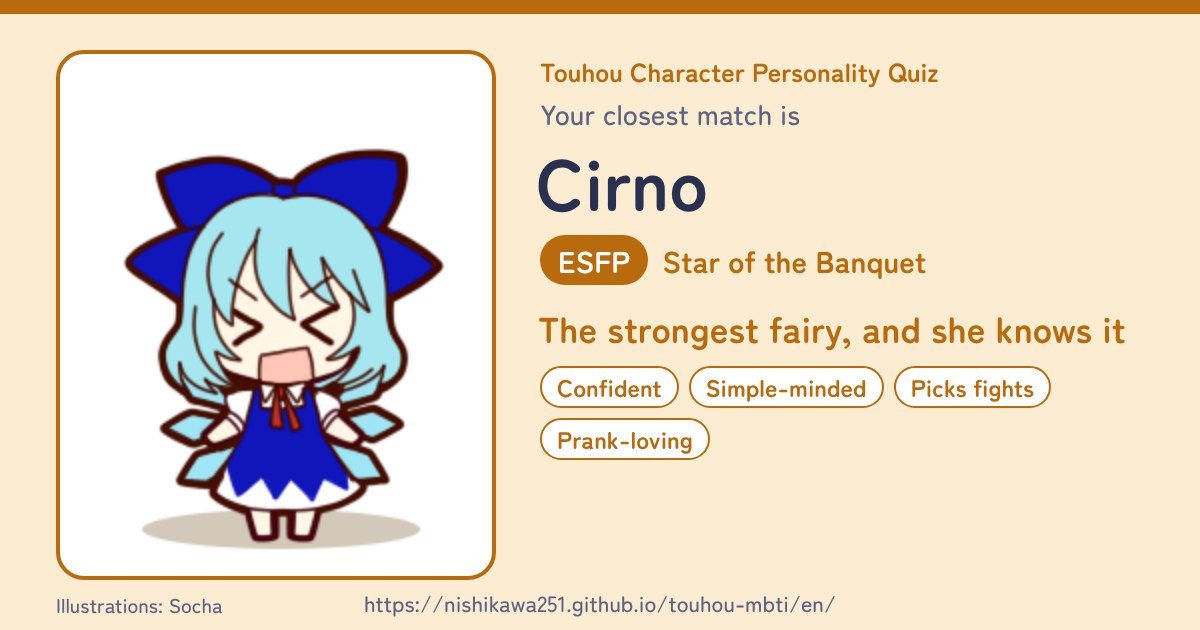 Touhou Character Personality Quiz
Your closest match is
Cirno
ESFP Star of the Banquet
The strongest fairy, and she knows it
Confident Simple-minded Picks fights
Prank-loving
Illustrations: Socha https://nishikawa251.github.io/touhou-mbti/en/